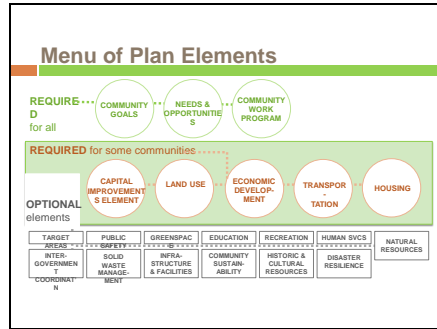 Menu of Plan Elements
REQUIRE
D
for all
COMMUNITY
GOALS
NEEDS &
OPPORTUNITIE
S
COMMUNITY
WORK
PROGRAM
REQUIRED for some communities
CAPITAL
IMPROVEMENT
S ELEMENT
LAND USE
ECONOMIC
DEVELOP-
MENT
TRANSPOR
-
TATION
HOUSING
OPTIONAL
elements
TARGET
AREAS
PUBLIC
SAFETY
GREENSPAC
E
EDUCATION
RECREATION
HUMAN SVCS
NATURAL
RESOURCES
INTER-
GOVERNMEN
T
COORDINAT'
N
SOLID
WASTE
MANAGE-
MENT
INFRA-
STRUCTURE
& FACILITIES
COMMUNITY
SUSTAIN-
ABILITY
HISTORIC &
CULTURAL
RESOURCES
DISASTER
RESILIENCE